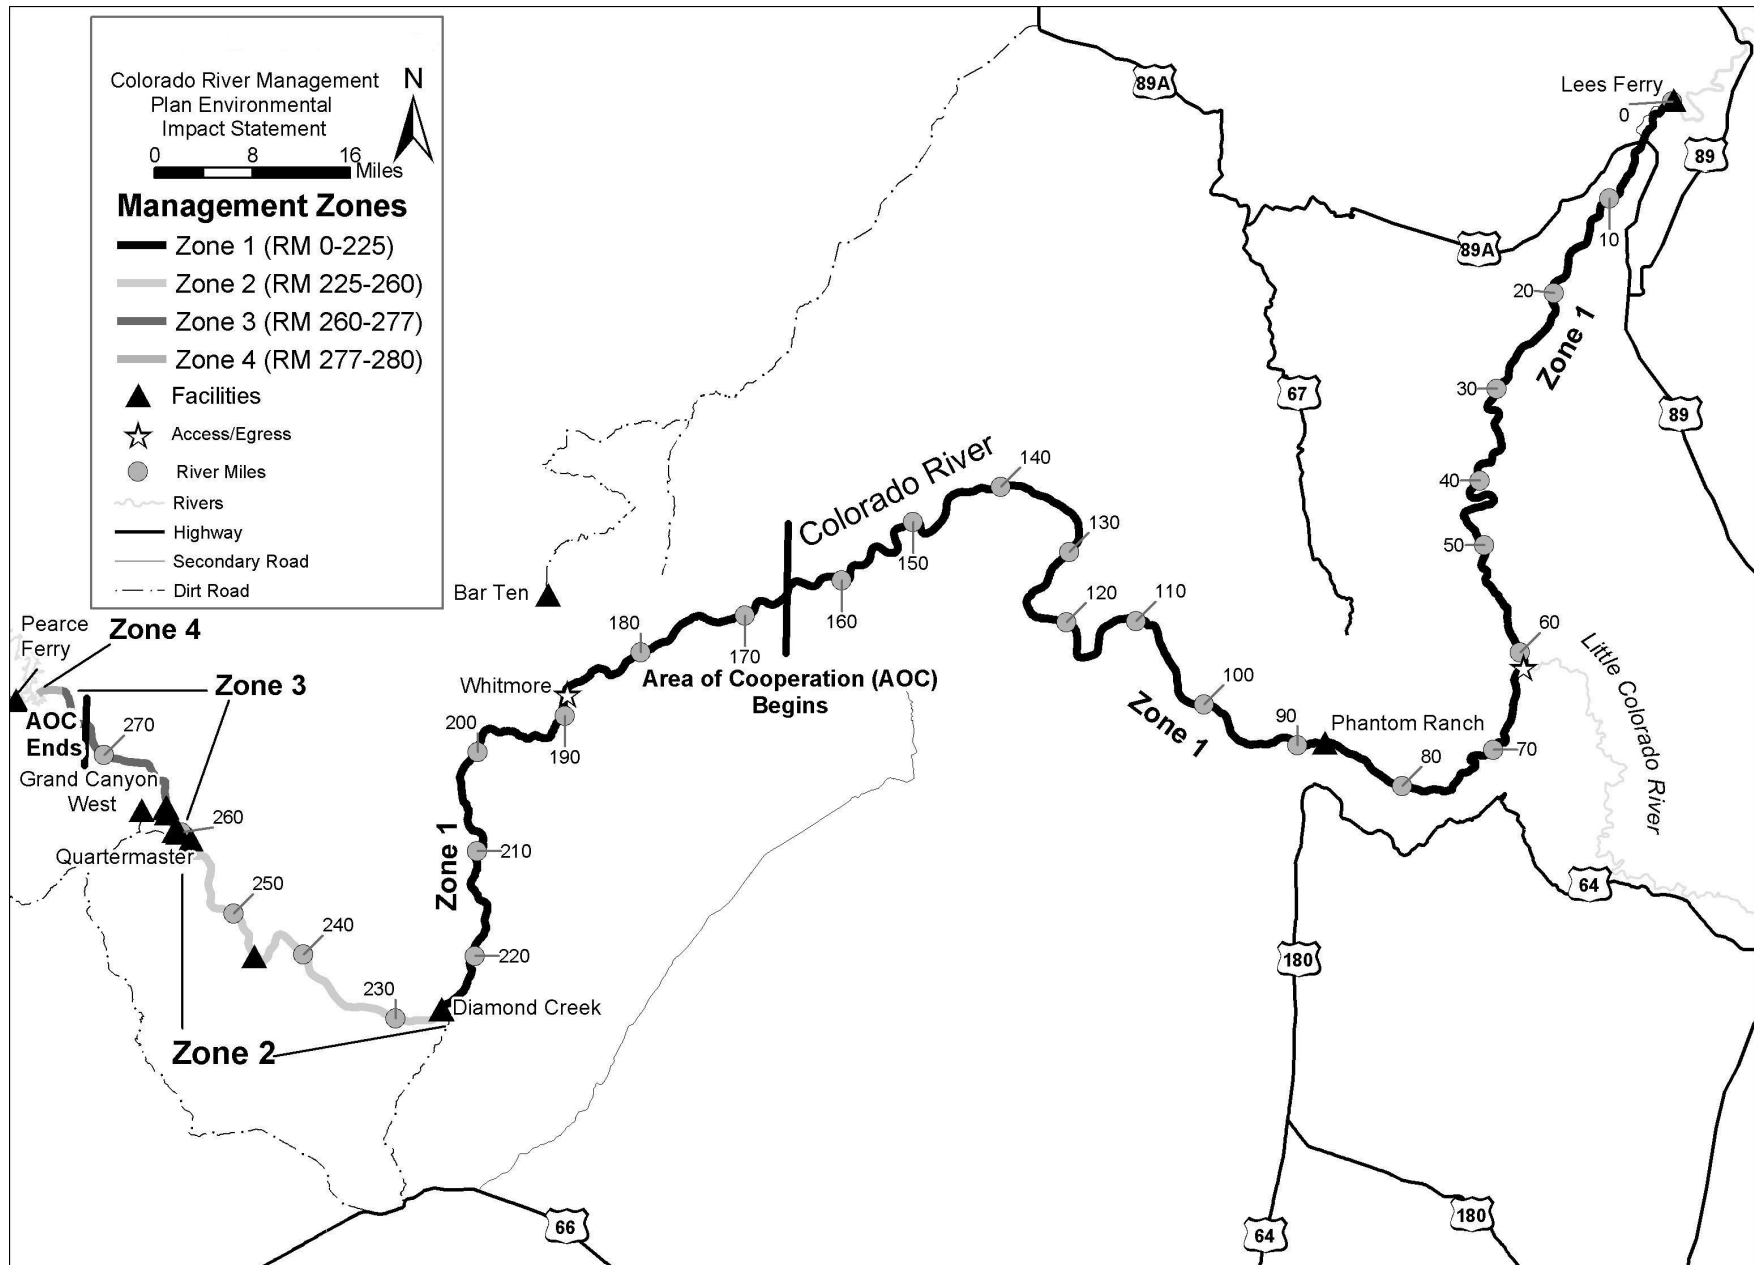 Colorado River Management
Plan Environmental
Impact Statement
N
0 8 16
Miles
Management Zones
Zone 1 (RM 0-225)
Zone 2 (RM 225-260)
Zone 3 (RM 260-277)
Zone 4 (RM 277-280)
Facilities
Access/Egress
River Miles
Rivers
Highway
Secondary Road
Dirt Road
89A
Lees Ferry
0
89
10
89A
20
Zone 1
30
67
89
Colorado River
140
40
130
50
150
Bar Ten
160
120
110
180
170
60
Little Colorado River
Pearce
Ferry
Zone 4
Zone 3
Whitmore
Area of Cooperation (AOC)
Begins
100
Zone 1
90
Phantom Ranch
70
80
AOC
Ends
270
200
190
Grand Canyon
West
260
Quartermaster
Zone 1
210
250
240
64
220
180
230
Diamond Creek
Zone 2
66
64
180